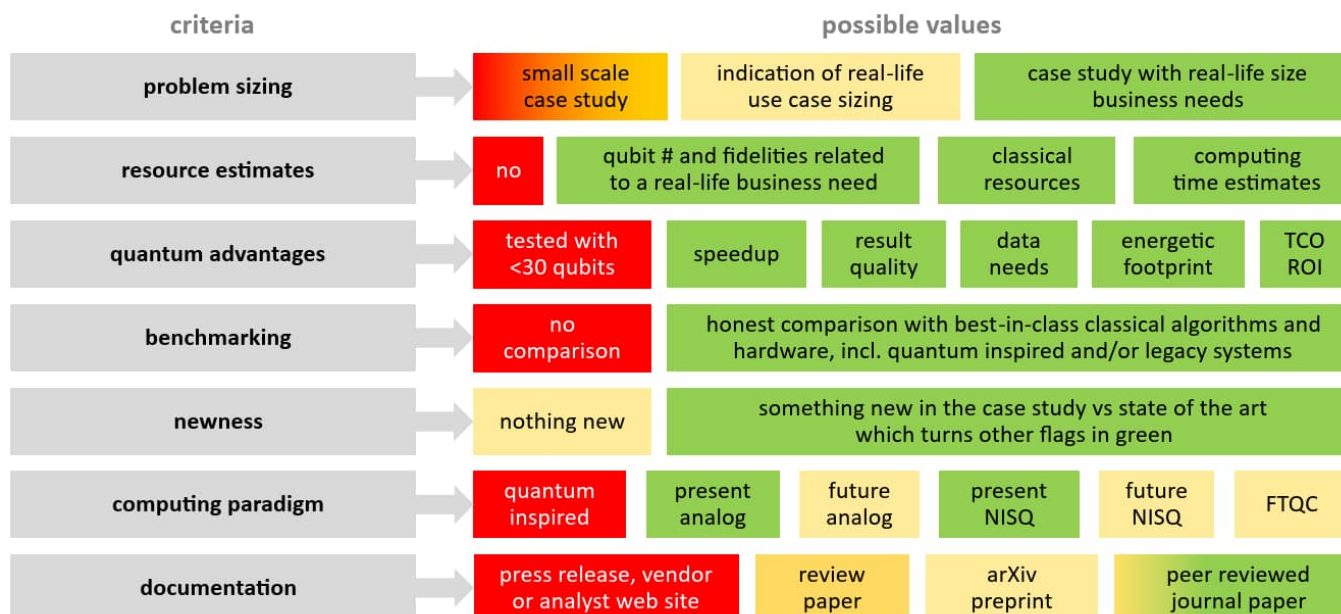 criteria
possible values
problem sizing
small scale
case study
indication of real-life
use case sizing
case study with real-life size
business needs
resource estimates
no
qubit # and fidelities related
to a real-life business need
classical
resources
computing
time estimates
quantum advantages
tested with
<30 qubits
speedup
result
quality
data
needs
energetic
footprint
TCO
ROI
benchmarking
no
comparison
honest comparison with best-in-class classical algorithms and
hardware, incl. quantum inspired and/or legacy systems
newness
nothing new
something new in the case study vs state of the art
which turns other flags in green
computing paradigm
quantum
inspired
present
analog
future
analog
present
NISQ
future
NISQ
FTQC
documentation
press release, vendor
or analyst web site
review
paper
arXiv
preprint
peer reviewed
journal paper